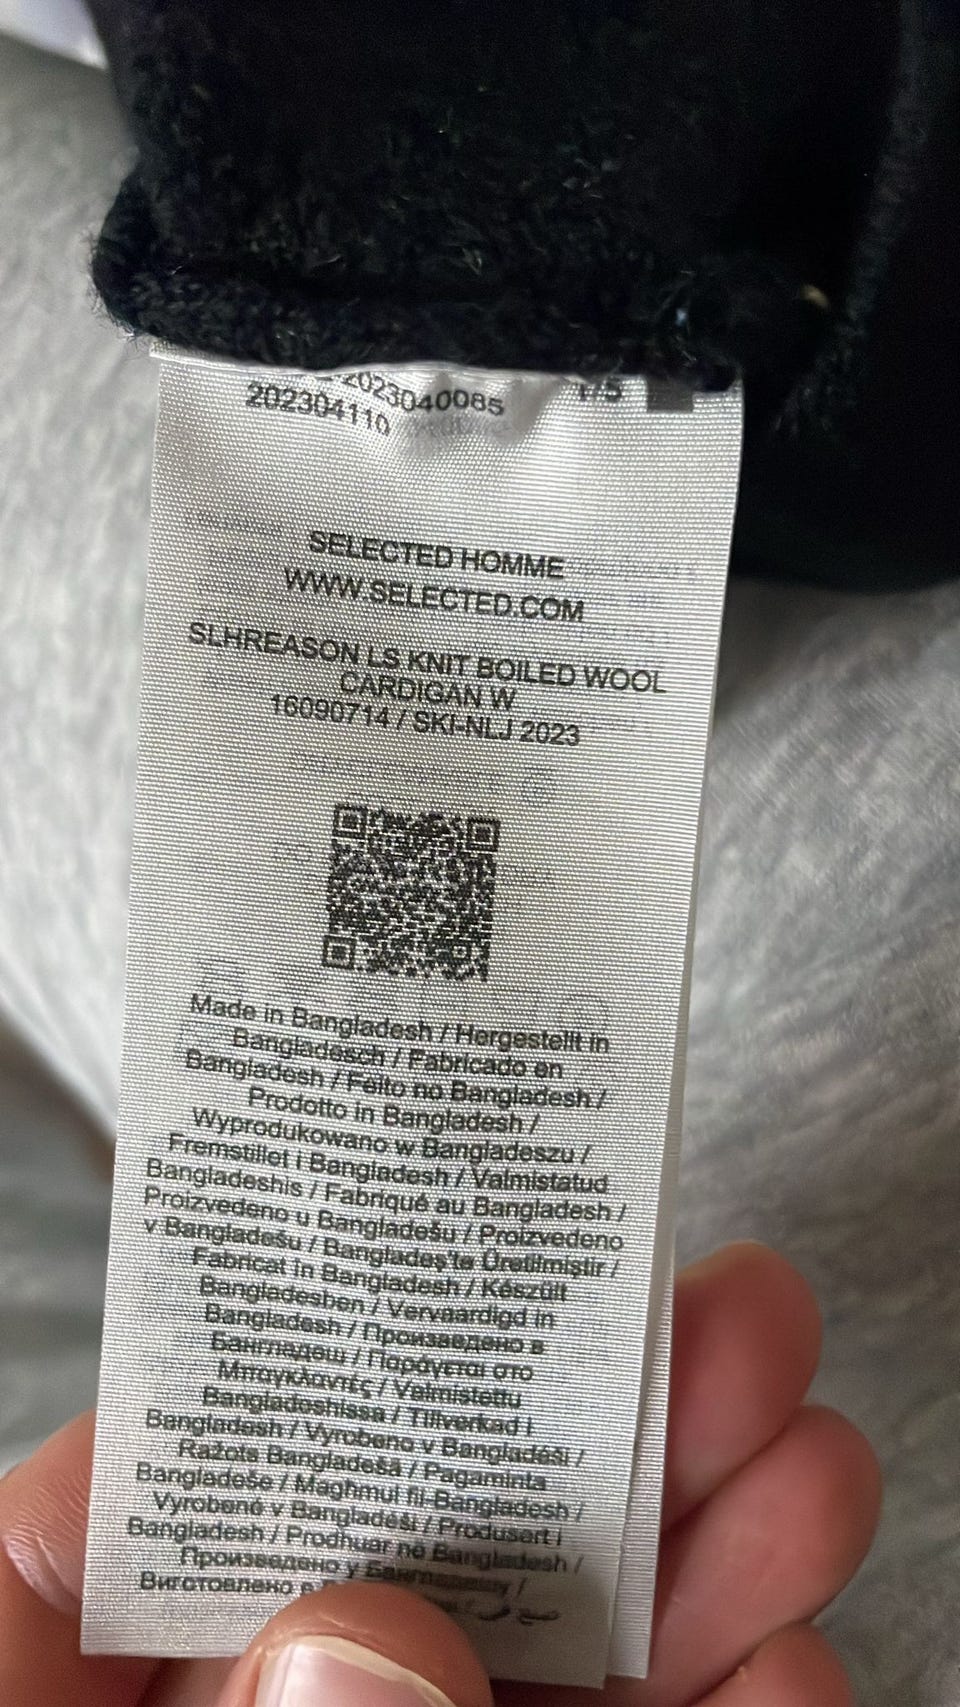 2023040085 1/5
202304110
SELECTED HOMME
WWW.SELECTED.COM
SLHREASON LS KNIT BOILED WOOL
CARDIGAN W
16090714 / SKI-NLJ 2023
Made in Bangladesh / Hergestellt in
Bangladesch / Fabricado en
Bangladesh / Feito no Bangladesh /
Prodotto in Bangladesh /
Wyprodukowano w Bangladeszu /
Fremstillet i Bangladesh / Valmistatud
Bangladeshis / Fabriqué au Bangladesh /
Proizvedeno u Bangladešu / Proizvedeno
v Bangladešu / Bangladeş'te Üretilmiştir /
Fabricat în Bangladesh / Készült
Bangladesben / Vervaardigd in
Bangladesh / Произведено в
Бангладеш / Παράγεται στο
Μπαγκλαντές / Valmistettu
Bangladeshissa / Tillverkad i
Bangladesh / Vyrobeno v Bangladéši /
Ražots Bangladešā / Pagaminta
Bangladeše / Maghmul fil-Bangladesh /
Vyrobené v Bangladéši / Produsert i
Bangladesh / Prodhuar në Bangladesh /
Произведено у Бангладешу /
Виготовлено в